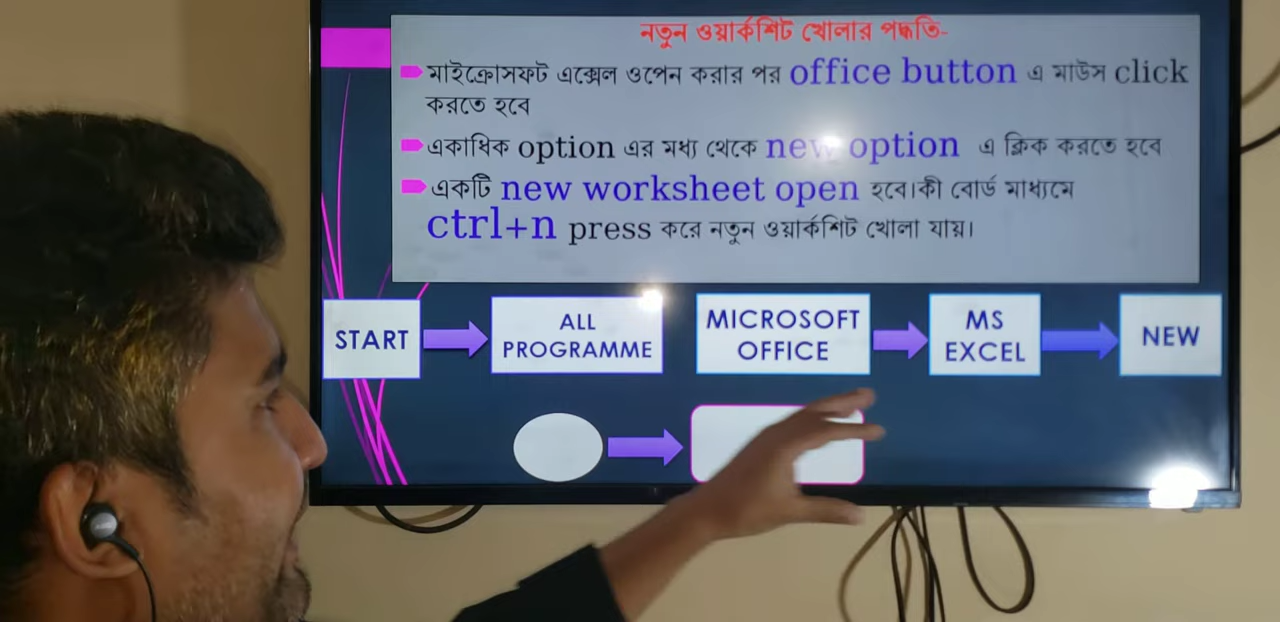 নতুন ওয়ার্কশিট খোলার পদ্ধতি-
মাইক্রোসফট এক্সেল ওপেন করার পর office button এ মাউস click
করতে হবে
একাধিক option এর মধ্য থেকে new option এ ক্লিক করতে হবে
একটি new worksheet open হবে।কী বোর্ড মাধ্যমে
ctrl+n press করে নতুন ওয়ার্কশিট খোলা যায়।
START
ALL
PROGRAMME
MICROSOFT
OFFICE
MS
EXCEL
NEW